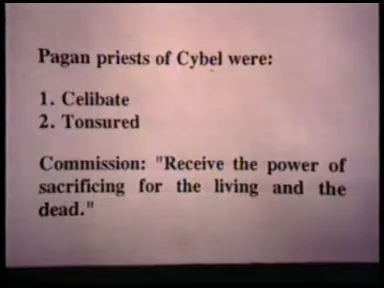 Pagan priests of Cybel were:
1. Celibate
2. Tonsured
Commission: "Receive the power of
sacrificing for the living and the
dead."